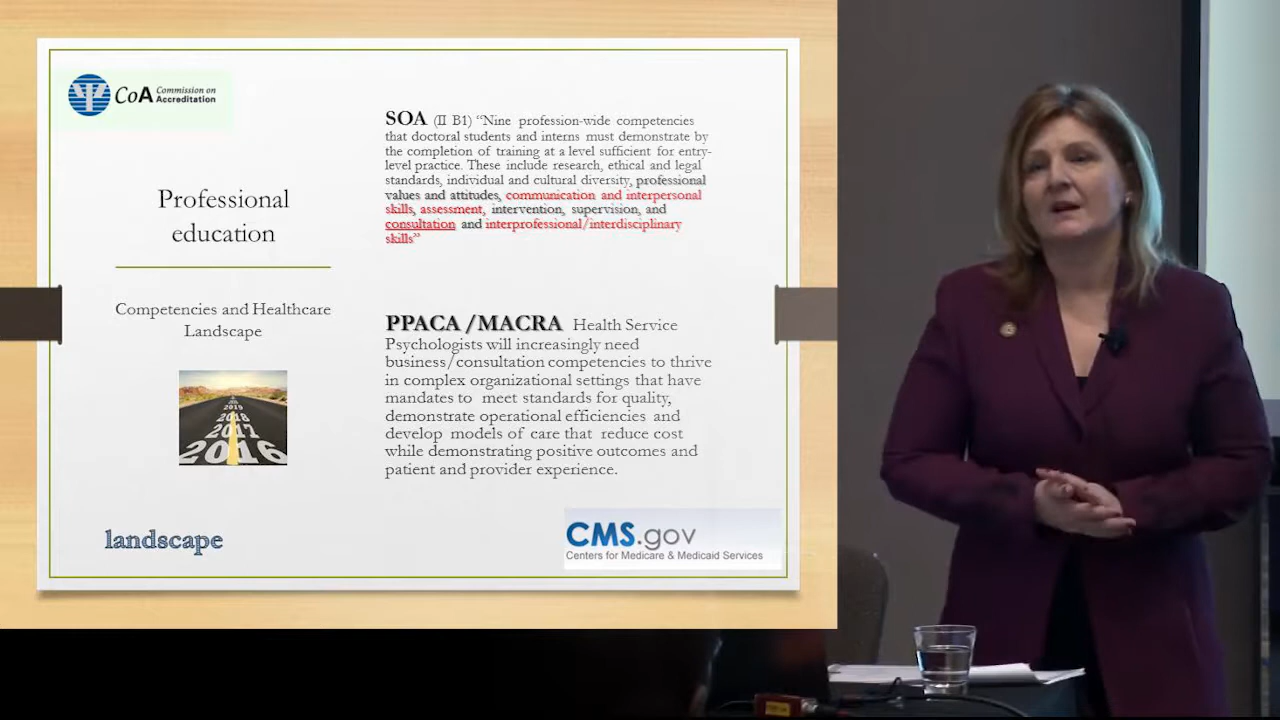 CoA Commission on
Accreditation
Professional
education
Competencies and Healthcare
Landscape
2019
2018
2017
2016
landscape
SOA (II B1) “Nine profession-wide competencies
that doctoral students and interns must demonstrate by
the completion of training at a level sufficient for entry-
level practice. These include research, ethical and legal
standards, individual and cultural diversity, professional
values and attitudes, communication and interpersonal
skills, assessment, intervention, supervision, and
consultation and interprofessional/interdisciplinary
skills”
PPACA /MACRA Health Service
Psychologists will increasingly need
business/consultation competencies to thrive
in complex organizational settings that have
mandates to meet standards for quality,
demonstrate operational efficiencies and
develop models of care that reduce cost
while demonstrating positive outcomes and
patient and provider experience.
CMS.gov
Centers for Medicare & Medicaid Services